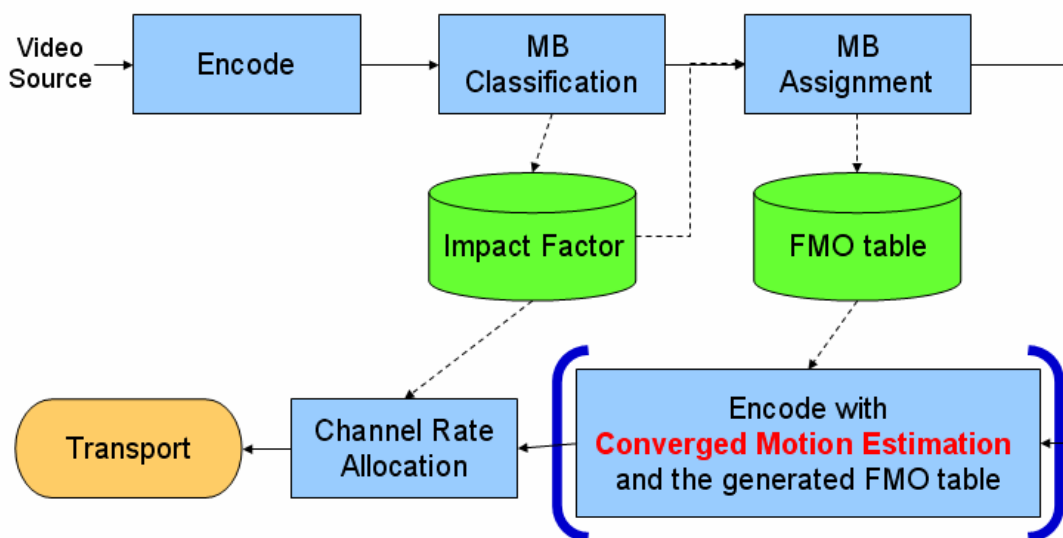 Video
Source
Encode
MB
Classification
MB
Assignment
Impact Factor
FMO table
Encode with
Converged Motion Estimation
and the generated FMO table
Channel Rate
Allocation
Transport